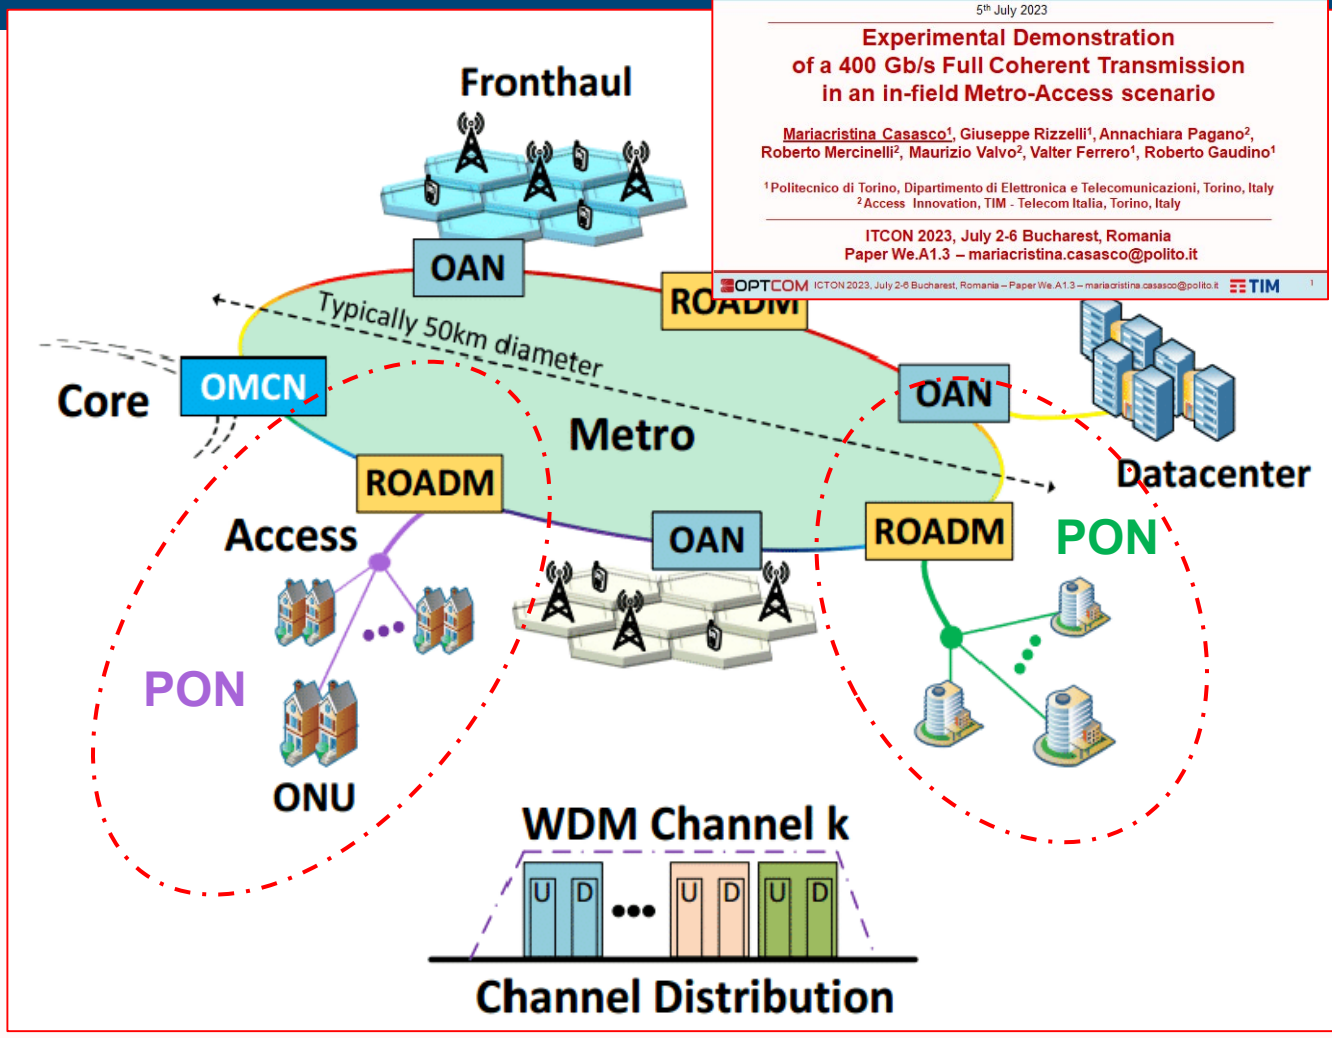 5th July 2023
Experimental Demonstration
of a 400 Gb/s Full Coherent Transmission
in an in-field Metro-Access scenario
Mariacristina Casasco1, Giuseppe Rizzelli1, Annachiara Pagano2,
Roberto Mercinelli2, Maurizio Valvo2, Valter Ferrero1, Roberto Gaudino1
1 Politecnico di Torino, Dipartimento di Elettronica e Telecomunicazioni, Torino, Italy
2 Access Innovation, TIM - Telecom Italia, Torino, Italy
ITCON 2023, July 2-6 Bucharest, Romania
Paper We.A1.3 – mariacristina.casasco@polito.it
OPTCOM ICTON 2023, July 2-6 Bucharest, Romania – Paper We.A1.3 – mariacristina.casasco@polito.it TIM 1
Fronthaul
OAN
ROADM
Typically 50km diameter
Core
OMCN
OAN
Metro
Datacenter
ROADM
Access
OAN
ROADM
PON
PON
ONU
WDM Channel k
U D ... U D U D
Channel Distribution